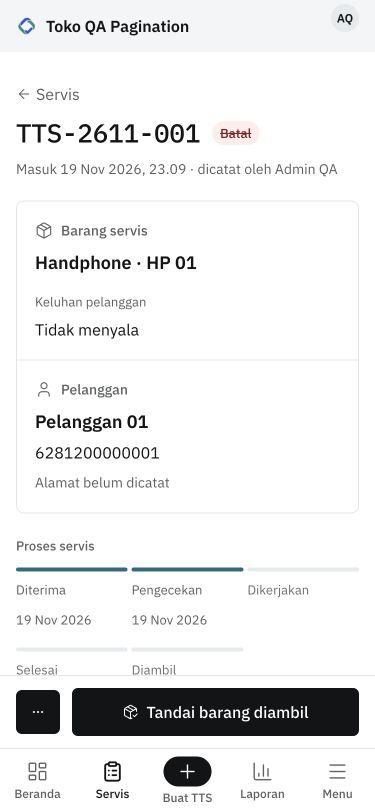 Toko QA Pagination
AQ
← Servis
TTS-2611-001
Batal
Masuk 19 Nov 2026, 23.09 · dicatat oleh Admin QA
Barang servis
Handphone · HP 01
Keluhan pelanggan
Tidak menyala
Pelanggan
Pelanggan 01
6281200000001
Alamat belum dicatat
Proses servis
Diterima
Pengecekan
Dikerjakan
19 Nov 2026
19 Nov 2026
Selesai
Diambil
...
Tandai barang diambil
Beranda
Servis
Buat TTS
Laporan
Menu